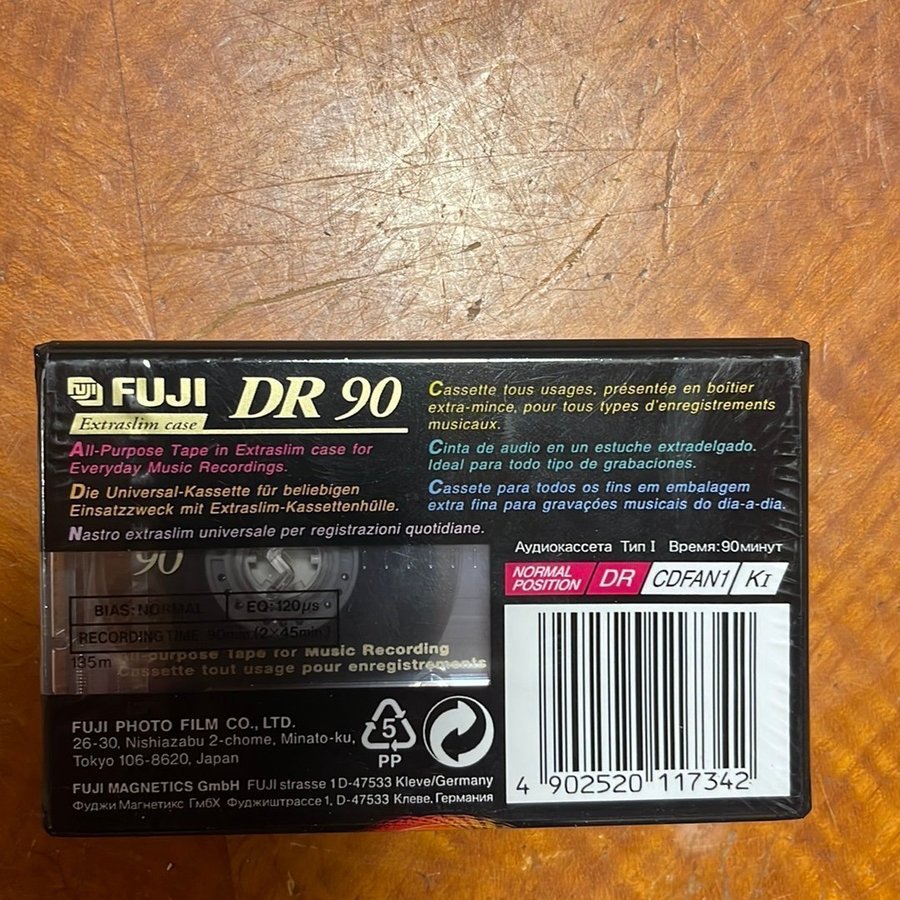 FUJI FUJI DR 90
Extraslim case
All-Purpose Tape in Extraslim case for
Everyday Music Recordings.
Die Universal-Kassette für beliebigen
Einsatzzweck mit Extraslim-Kassettenhülle.
Nastro extraslim universale per registrazioni quotidiane.
Cassette tous usages, présentée en boîtier
extra-mince, pour tous types d'enregistrements
musicaux.
Cinta de audio en un estuche extradelgado.
Ideal para todo tipo de grabaciones.
Cassete para todos os fins em embalagem
extra fina para gravações musicais do dia-a-dia.
Аудиокассета Тип I Время:90минут
NORMAL POSITION DR CDFAN1 KI
90
BIAS: NORMAL EQ: 120µs
RECORDING TIME 90min (2×45min)
135m
All-purpose Tape for Music Recording
Cassette tout usage pour enregistrements
FUJI PHOTO FILM CO., LTD.
26-30, Nishiazabu 2-chome, Minato-ku,
Tokyo 106-8620, Japan
5
PP
FUJI MAGNETICS GmbH FUJI strasse 1 D-47533 Kleve/Germany
Фуджи Магнетикс ГмбХ Фуджиштрассе 1, D-47533 Клеве, Германия
4 902520 117342